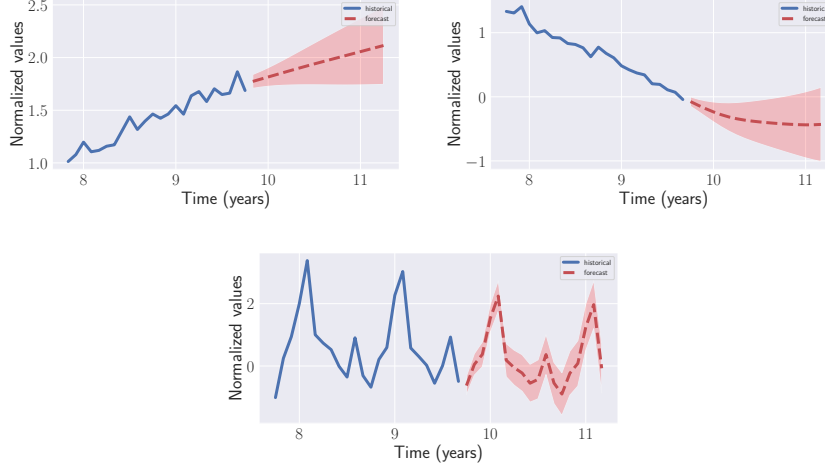 2.5
2.0
1.5
1.0
Normalized values
8
9
10
11
Time (years)
historical
forecast
1
0
−1
Normalized values
8
9
10
11
Time (years)
historical
forecast
2
0
Normalized values
8
9
10
11
Time (years)
historical
forecast